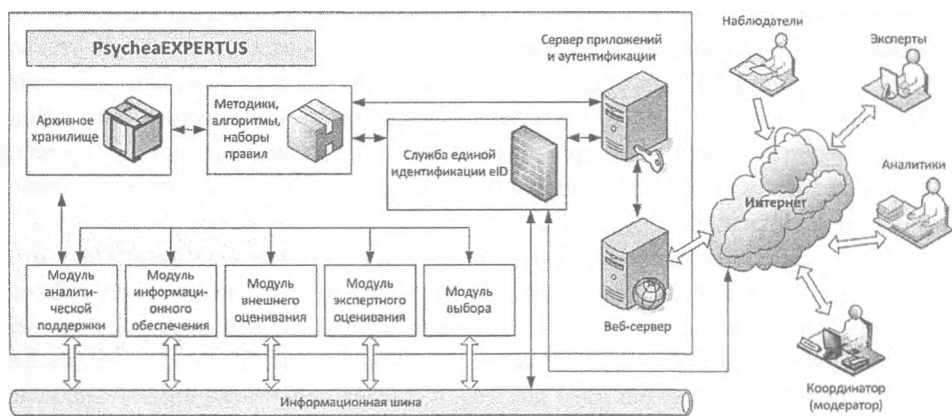 PsycheaEXPERTUS
Сервер приложений
и аутентификации
Наблюдатели
Эксперты
Архивное
хранилище
Методики,
алгоритмы,
наборы
правил
Служба единой
идентификации eID
Интернет
Аналитики
Модуль
аналити-
ческой
поддержки
Модуль
информаци-
онного
обеспечения
Модуль
внешнего
оценивания
Модуль
экспертного
оценивания
Модуль
выбора
Веб-сервер
Координатор
(модератор)
Информационная шина